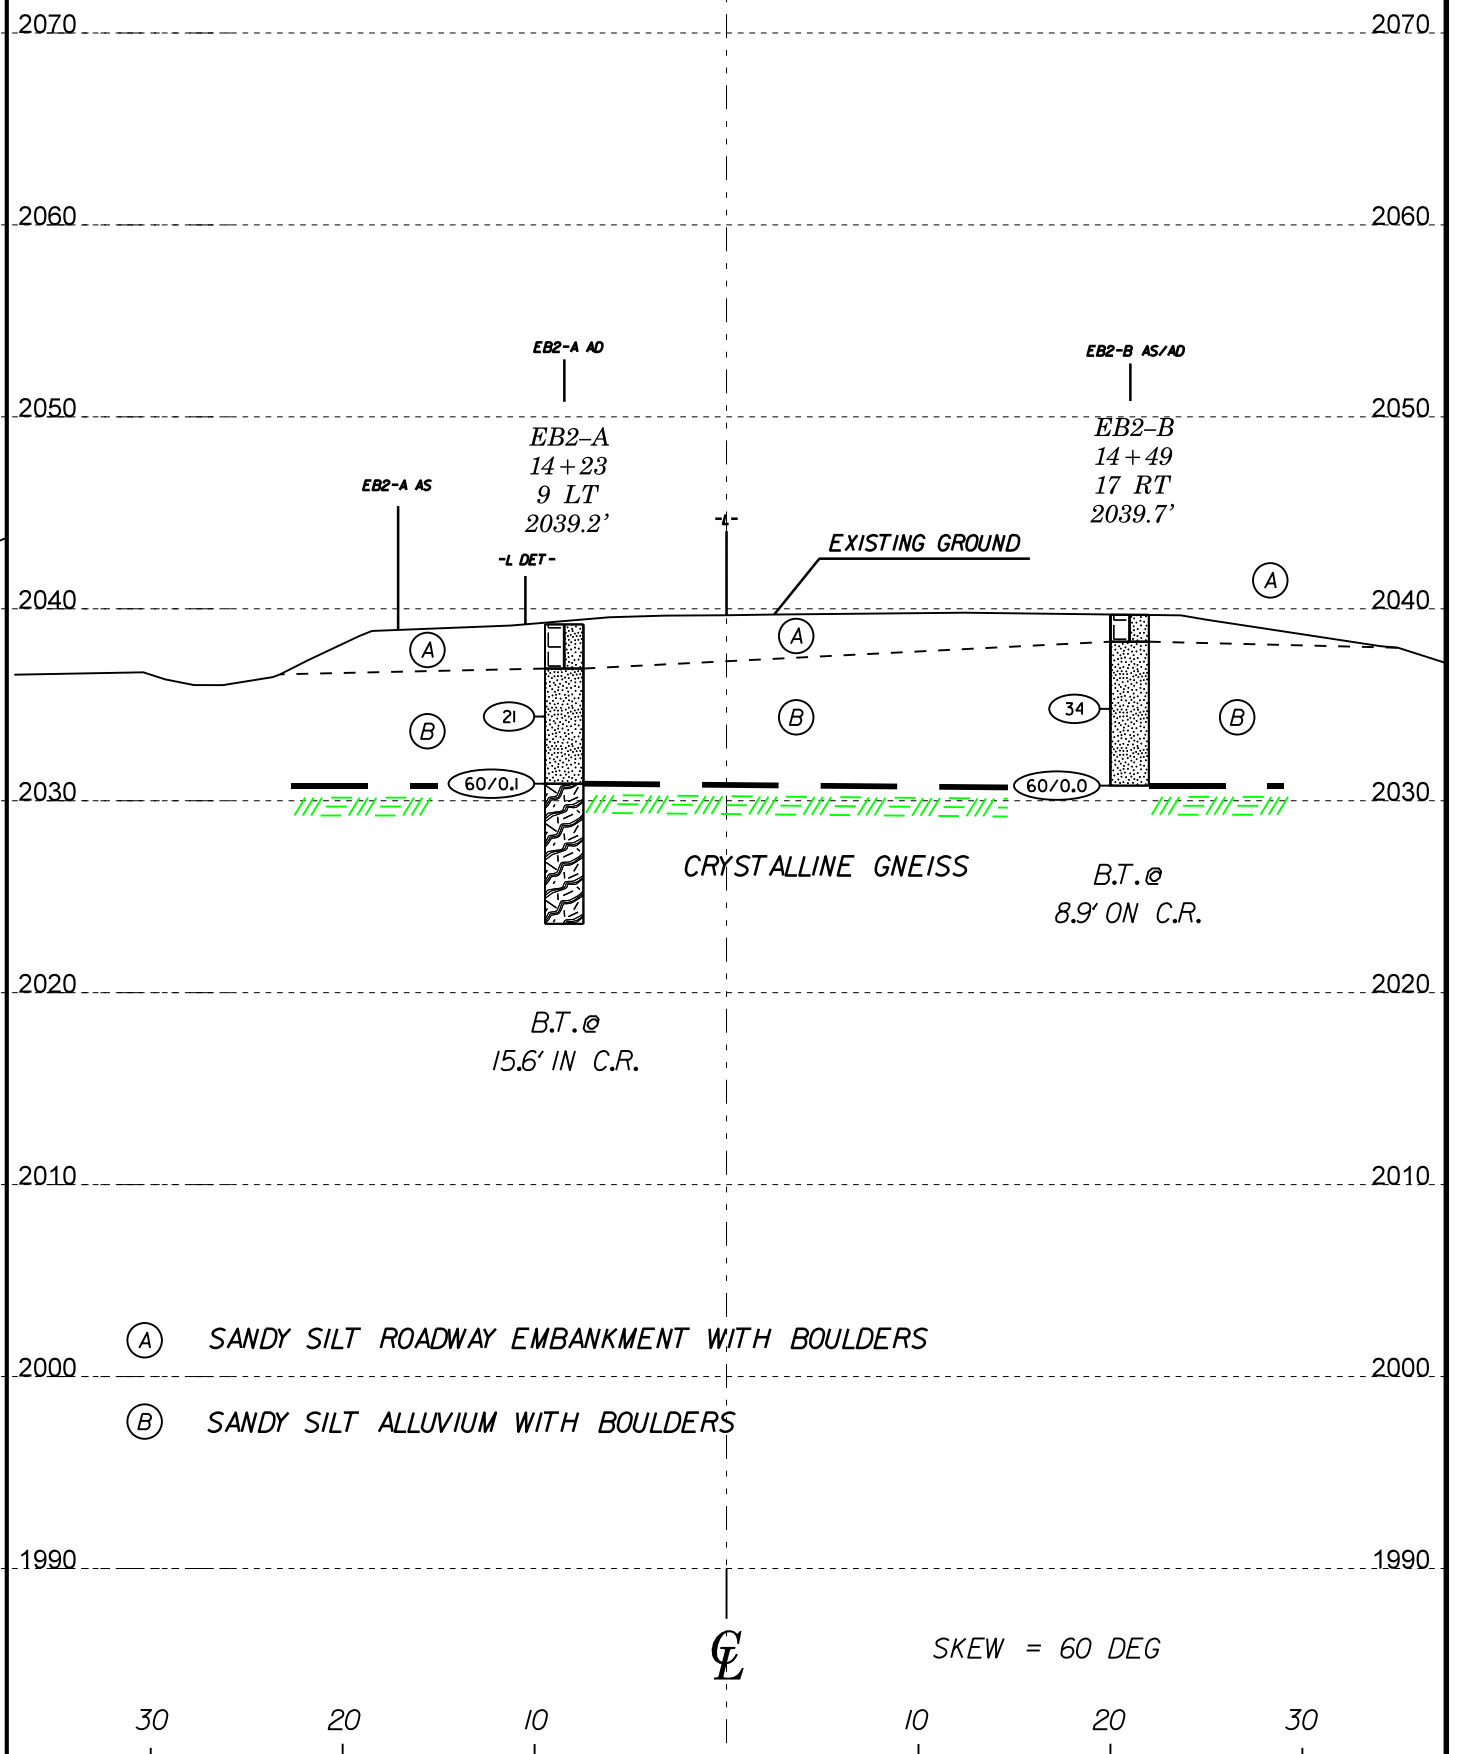 2070 2070
2060 2060
EB2-A AD
EB2-B AS/AD
2050 2050
EB2-A
14+23
9 LT
2039.2'
EB2-B
14+49
17 RT
2039.7'
EB2-A AS
-L-
-L DET-
EXISTING GROUND
A
2040 2040
A
A
21
34
B
B
B
60/0.1
60/0.0
2030 2030
CRYSTALLINE GNEISS
B.T.@
8.9' ON C.R.
2020 2020
B.T.@
15.6' IN C.R.
2010 2010
A SANDY SILT ROADWAY EMBANKMENT WITH BOULDERS
2000 2000
B SANDY SILT ALLUVIUM WITH BOULDERS
1990 1990
CL
SKEW = 60 DEG
30 20 10 10 20 30